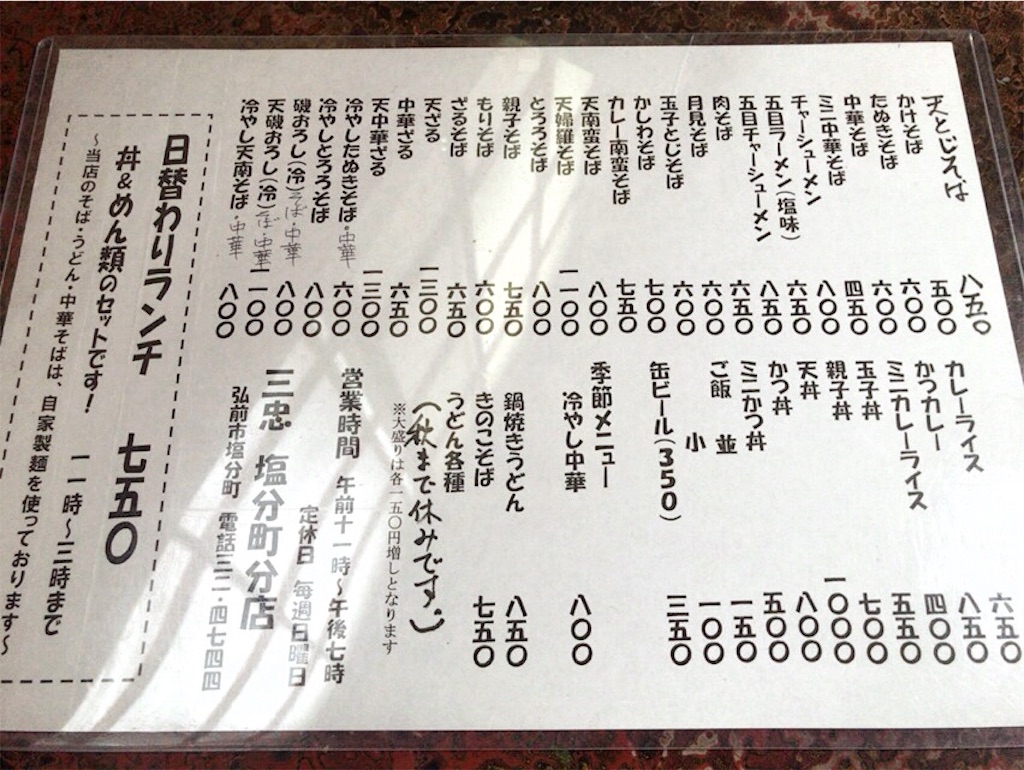 天とじそば 八五〇
かけそば 五〇〇
たぬきそば 六〇〇
中華そば 六〇〇
ミニ中華そば 四五〇
チャーシューメン 八〇〇
五目ラーメン(塩味) 六五〇
五目チャーシューメン 八五〇
肉そば 六五〇
月見そば 六〇〇
玉子とじそば 六〇〇
かしわそば 七〇〇
カレー南蛮そば 七五〇
天南蛮そば 八〇〇
天婦羅そば 一一〇〇
とろろそば 八〇〇
親子そば 七五〇
もりそば 六〇〇
ざるそば 六五〇
天ざる 一三〇〇
中華ざる 六五〇
天中華ざる 一三〇〇
冷やしたぬきそば・中華 六〇〇
冷やしとろろそば 八〇〇
磯おろし(冷)そば・中華 八〇〇
天磯おろし(冷)そば・中華 一一〇〇
冷やし天南そば・中華 八〇〇
カレーライス 六五〇
かつカレー 八五〇
ミニカレーライス 四〇〇
玉子丼 五五〇
親子丼 七〇〇
天丼 一〇〇〇
かつ丼 八〇〇
ミニかつ丼 五〇〇
ご飯 並 一五〇
小 一〇〇
缶ビール(350) 三五〇
季節メニュー
冷やし中華 八〇〇
鍋焼きうどん 八五〇
きのこそば 七五〇
うどん各種
(秋まで休みです。)
※大盛りは各一五〇円増しとなります
営業時間 午前十一時～午後七時
定休日 毎週日曜日
三忠 塩分町分店
弘前市塩分町 電話三二・四七四四
日替わりランチ 七五〇
丼&めん類のセットです! 一一時～三時まで
～当店のそば・うどん・中華そばは、自家製麺を使っております～